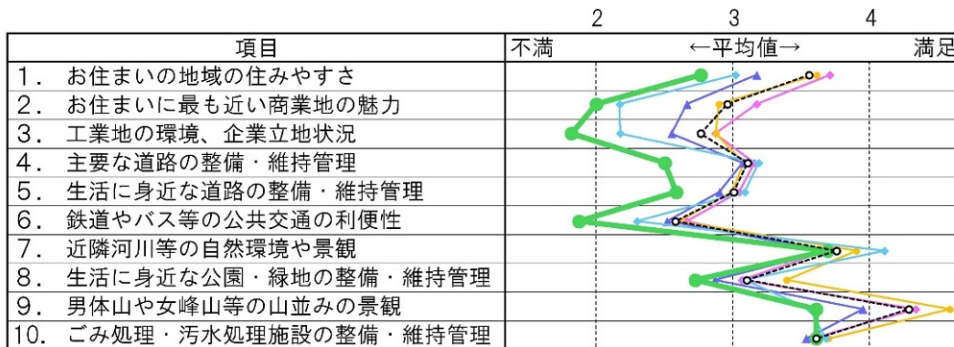 2 3 4
項目 不満 ←平均値→ 満足
1. お住まいの地域の住みやすさ
2. お住まいに最も近い商業地の魅力
3. 工業地の環境、企業立地状況
4. 主要な道路の整備・維持管理
5. 生活に身近な道路の整備・維持管理
6. 鉄道やバス等の公共交通の利便性
7. 近隣河川等の自然環境や景観
8. 生活に身近な公園・緑地の整備・維持管理
9. 男体山や女峰山等の山並みの景観
10. ごみ処理・汚水処理施設の整備・維持管理